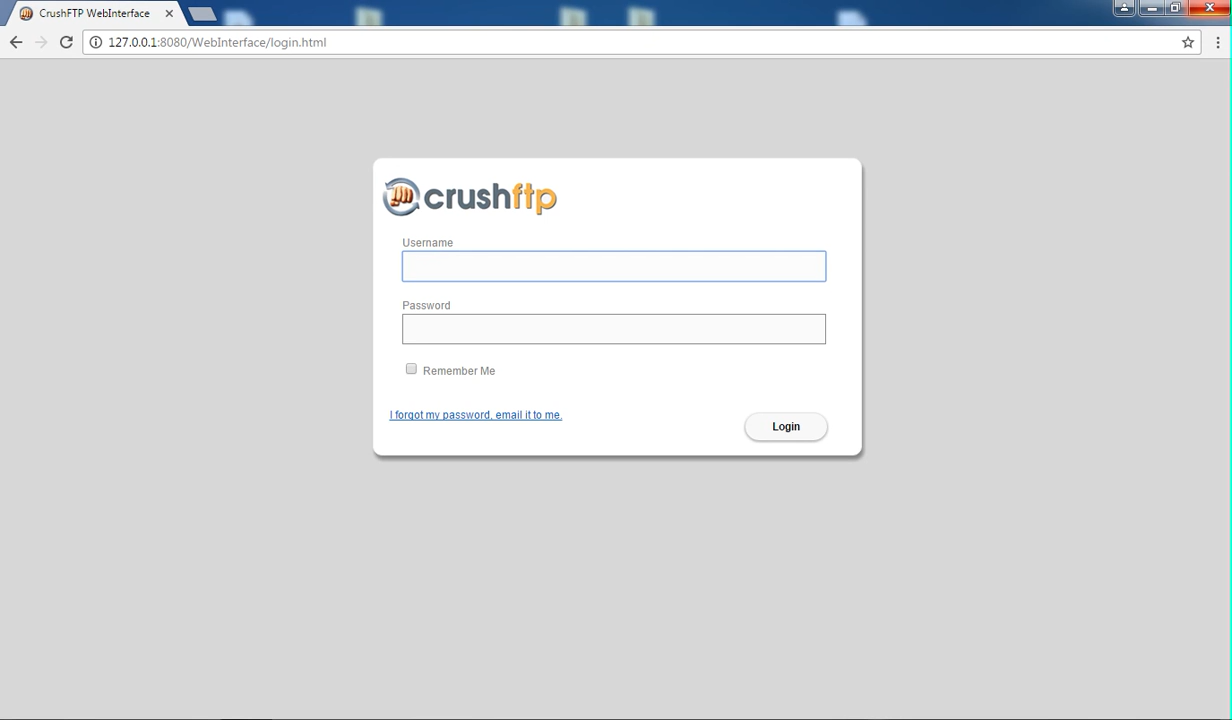 CrushFTP WebInterface
127.0.0.1:8080/WebInterface/login.html
crushftp
Username
Password
Remember Me
I forgot my password, email it to me.
Login